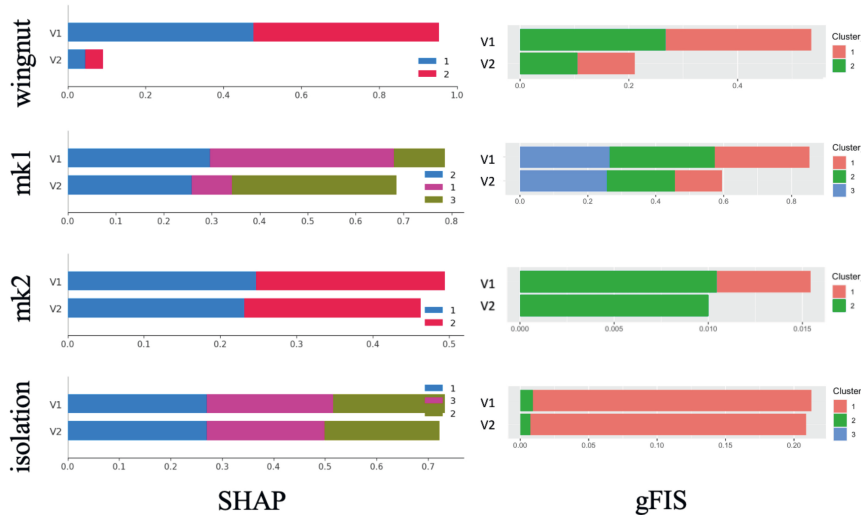 wingnut
V1
V2
1
2
0.0 0.2 0.4 0.6 0.8 1.0
V1
V2
Cluster
1
2
0.0 0.2 0.4
mk1
V1
V2
2
1
3
0.0 0.1 0.2 0.3 0.4 0.5 0.6 0.7 0.8
V1
V2
Cluster
1
2
3
0.0 0.2 0.4 0.6 0.8
mk2
V1
V2
1
2
0.0 0.1 0.2 0.3 0.4 0.5
V1
V2
Cluster
1
2
0.000 0.005 0.010 0.015
isolation
V1
V2
1
3
2
0.0 0.1 0.2 0.3 0.4 0.5 0.6 0.7
V1
V2
Cluster
1
2
3
0.00 0.05 0.10 0.15 0.20
SHAP
gFIS